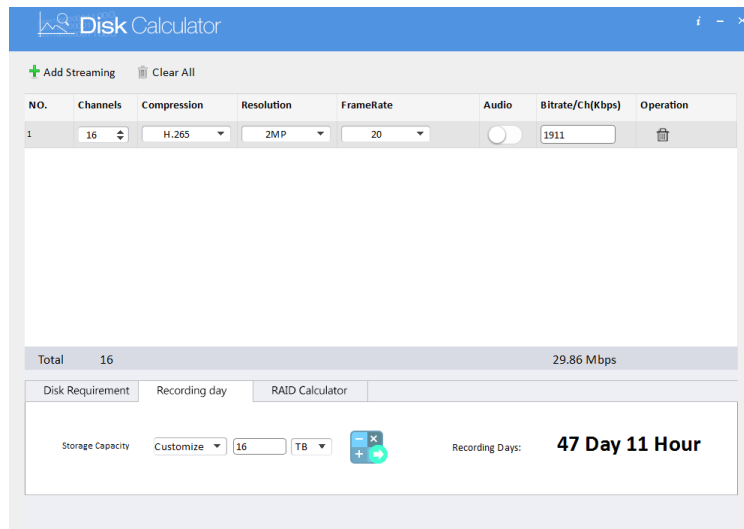 Disk Calculator
Add Streaming Clear All
NO. Channels Compression Resolution FrameRate Audio Bitrate/Ch(Kbps) Operation
1 16 H.265 2MP 20 1911
Total 16 29.86 Mbps
Disk Requirement Recording day RAID Calculator
Storage Capacity Customize 16 TB Recording Days: 47 Day 11 Hour